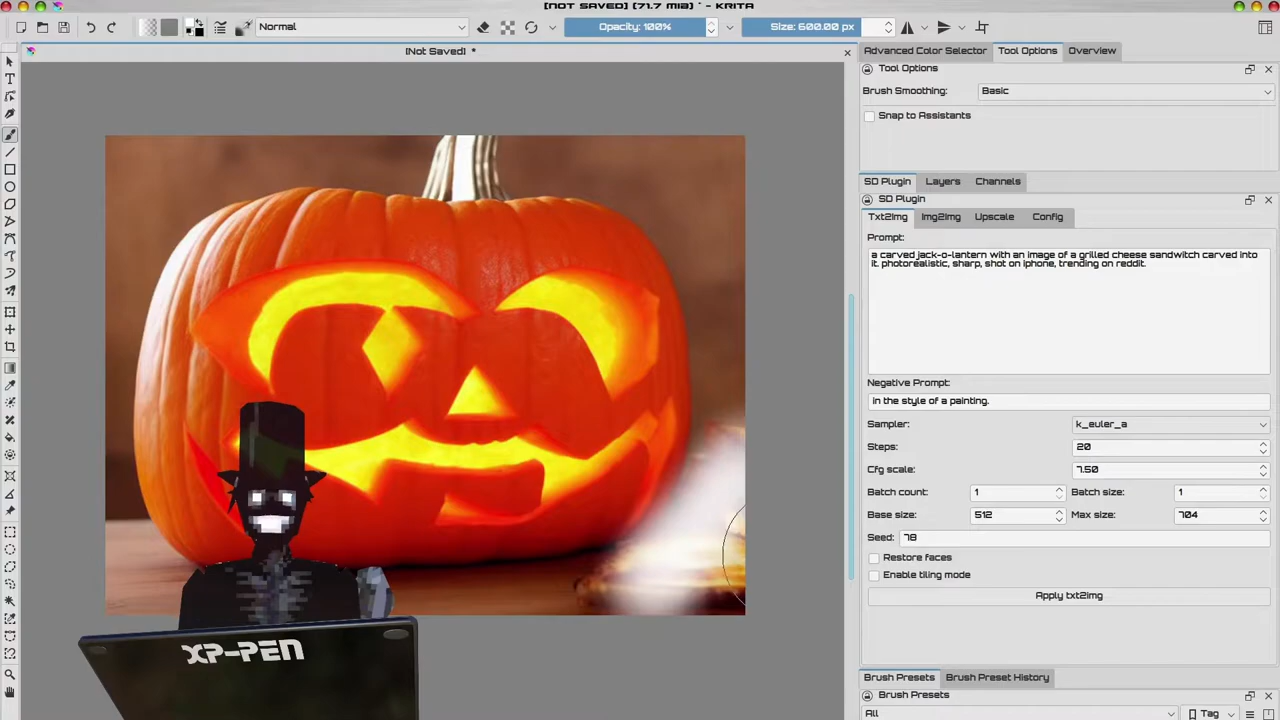 [NOT SAVED] (71.7 MIB) * - KRITA
Normal
Opacity: 100%
Size: 600.00 px
[Not Saved] *
Advanced Color Selector
Tool Options
Overview
Tool Options
Brush Smoothing:
Basic
Snap to Assistants
SD Plugin
Layers
Channels
SD Plugin
Txt2Img
Img2Img
Upscale
Config
Prompt:
a carved jack-o-lantern with an image of a grilled cheese sandwitch carved into
it. photorealistic, sharp, shot on iphone, trending on reddit.
Negative Prompt:
in the style of a painting.
Sampler:
k_euler_a
Steps:
20
Cfg scale:
7.50
Batch count:
1
Batch size:
1
Base size:
512
Max size:
704
Seed:
78
Restore faces
Enable tiling mode
Apply txt2img
XP-PEN
Brush Presets
Brush Preset History
Brush Presets
All
Tag